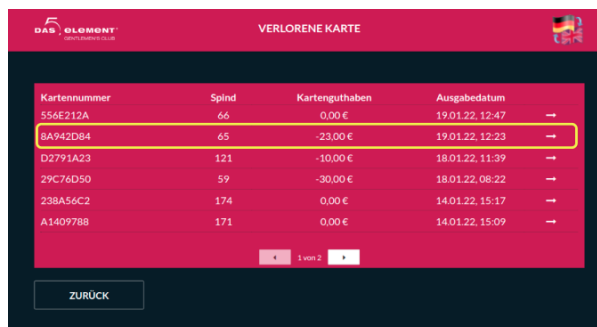 DAS 5 ELEMENT
GENTLEMEN'S CLUB
VERLORENE KARTE
Kartennummer Spind Kartenguthaben Ausgabedatum
556E212A 66 0,00 € 19.01.22, 12:47 →
8A942D84 65 -23,00 € 19.01.22, 12:23 →
D2791A23 121 -10,00 € 18.01.22, 11:39 →
29C76D50 59 -30,00 € 18.01.22, 08:22 →
238A56C2 174 0,00 € 14.01.22, 15:17 →
A1409788 171 0,00 € 14.01.22, 15:09 →
1 von 2
ZURÜCK